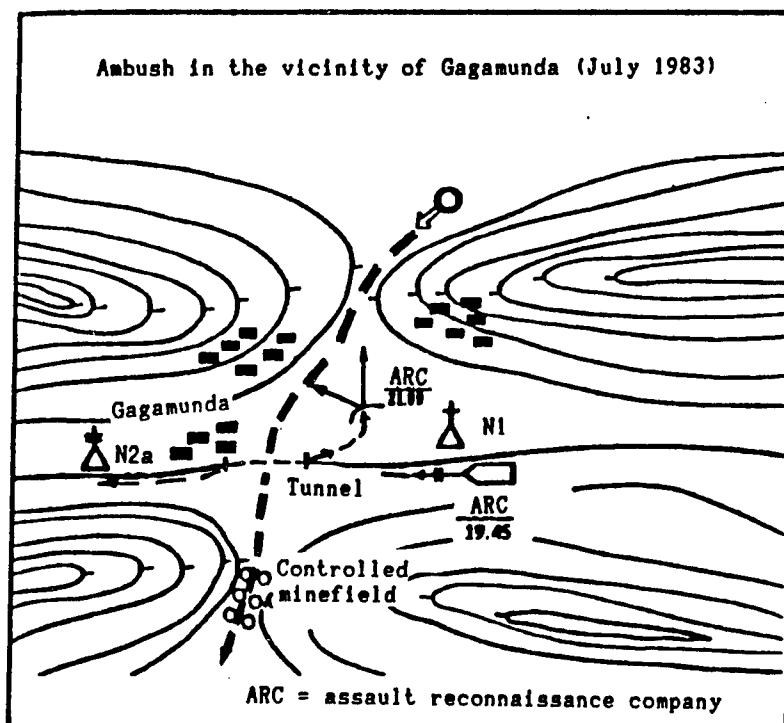 Ambush in the vicinity of Gagamunda (July 1983)
ARC
Gagamunda
N1
N2a
Tunnel
ARC
19.45
Controlled
minefield
ARC = assault reconnaissance company